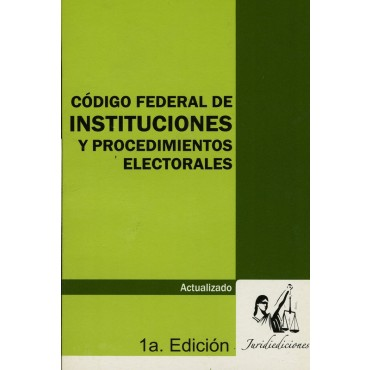 CÓDIGO FEDERAL DE
INSTITUCIONES
Y PROCEDIMIENTOS
ELECTORALES
Actualizado
1a. Edición
Juridiediciones